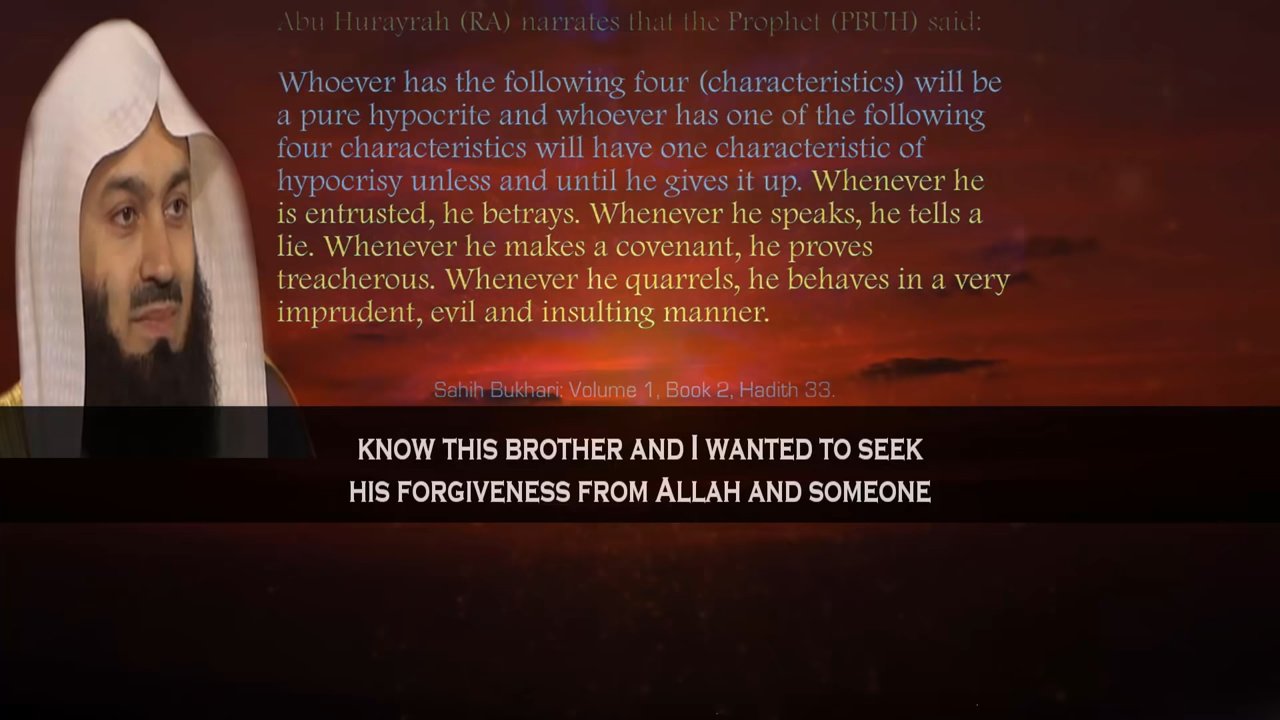 Abu Hurayrah (RA) narrates that the Prophet (PBUH) said:
Whoever has the following four (characteristics) will be
a pure hypocrite and whoever has one of the following
four characteristics will have one characteristic of
hypocrisy unless and until he gives it up. Whenever he
is entrusted, he betrays. Whenever he speaks, he tells a
lie. Whenever he makes a covenant, he proves
treacherous. Whenever he quarrels, he behaves in a very
imprudent, evil and insulting manner.
Sahih Bukhari: Volume 1, Book 2, Hadith 33.
KNOW THIS BROTHER AND I WANTED TO SEEK
HIS FORGIVENESS FROM ALLAH AND SOMEONE